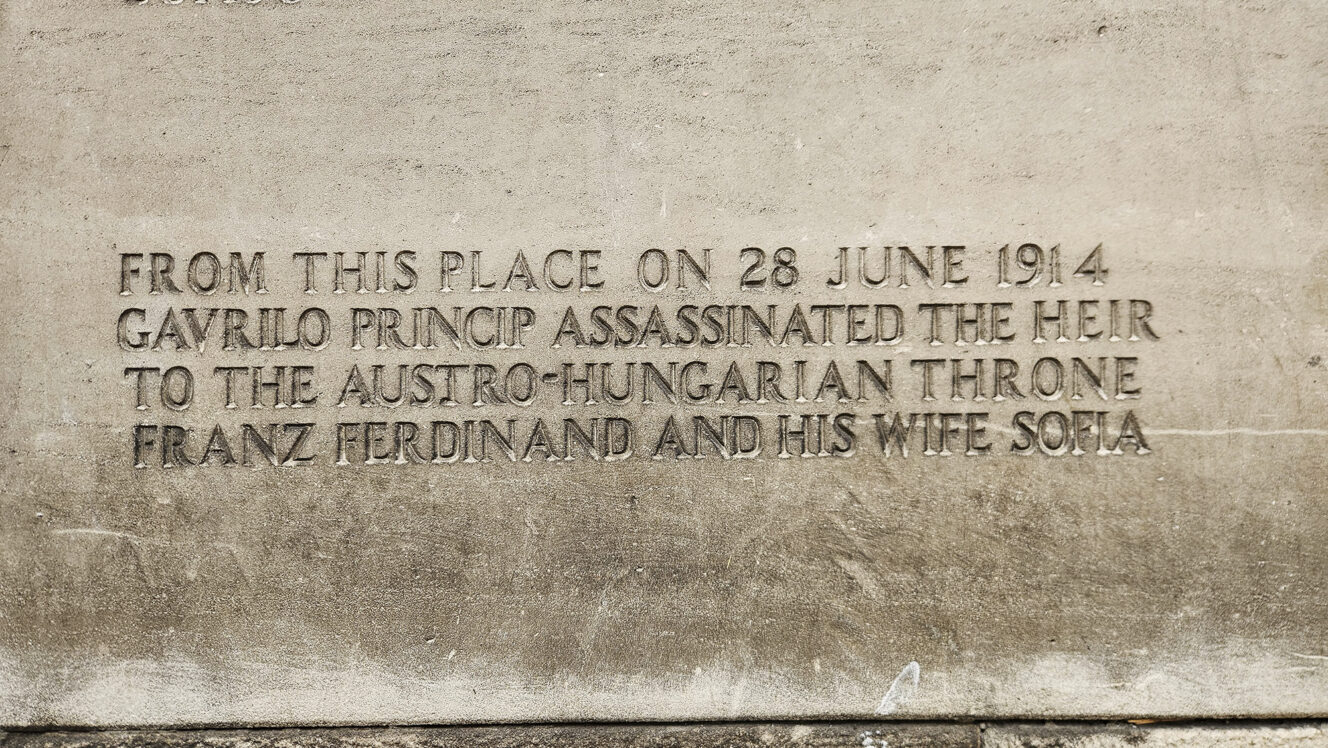 FROM THIS PLACE ON 28 JUNE 1914
GAVRILO PRINCIP ASSASSINATED THE HEIR
TO THE AUSTRO-HUNGARIAN THRONE
FRANZ FERDINAND AND HIS WIFE SOFIA